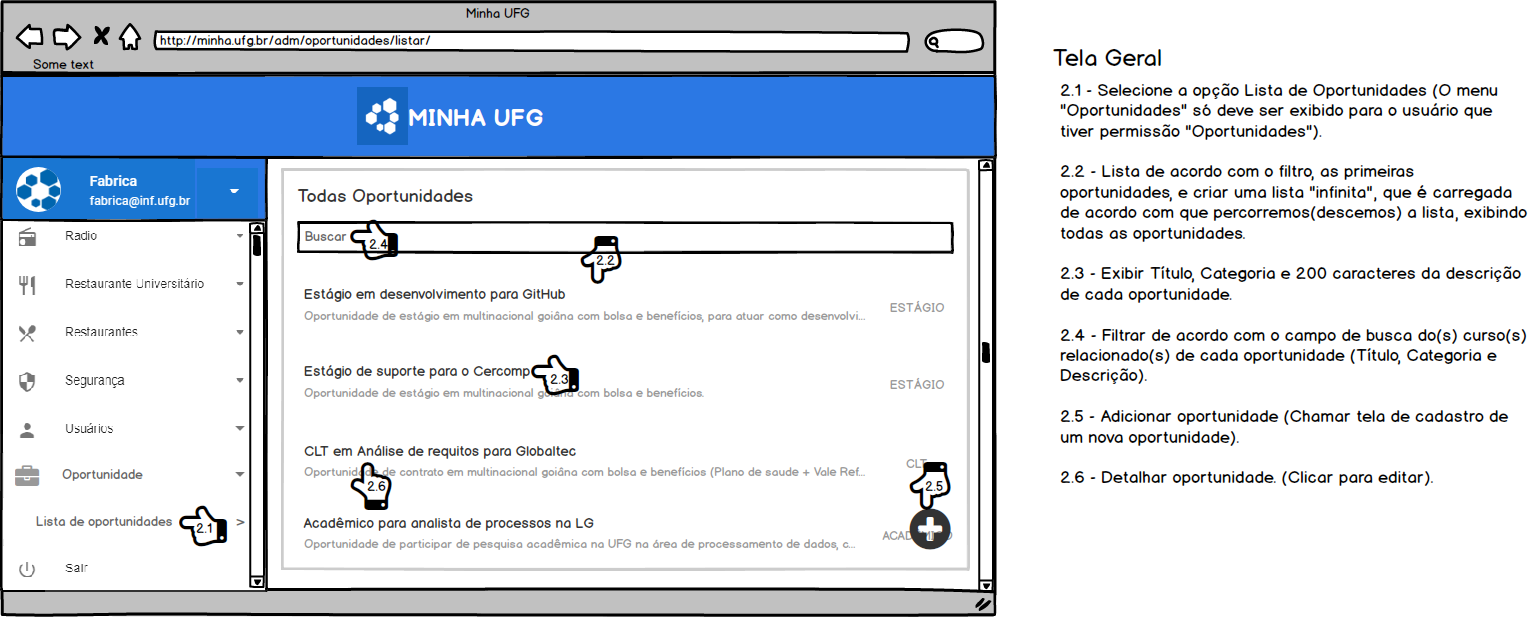 Minha UFG
http://minha.ufg.br/adm/oportunidades/listar/
Some text
MINHA UFG
Fabrica
fabrica@inf.ufg.br
Radio
Restaurante Universitário
Restaurantes
Segurança
Usuários
Oportunidade
Lista de oportunidades
2.1
>
Sair
Todas Oportunidades
Buscar
2.4
2.2
Estágio em desenvolvimento para GitHub
ESTÁGIO
Oportunidade de estágio em multinacional goiâna com bolsa e benefícios, para atuar como desenvolvi...
Estágio de suporte para o Cercomp
2.3
ESTÁGIO
Oportunidade de estágio em multinacional goiâna com bolsa e benefícios.
CLT em Análise de requitos para Globaltec
CLT
Oportunidade de contrato em multinacional goiâna com bolsa e benefícios (Plano de saude + Vale Ref...
2.6
2.5
Acadêmico para analista de processos na LG
Oportunidade de participar de pesquisa acadêmica na UFG na área de processamento de dados, c...
Tela Geral
2.1 - Selecione a opção Lista de Oportunidades (O menu
"Oportunidades" só deve ser exibido para o usuário que
tiver permissão "Oportunidades").
2.2 - Lista de acordo com o filtro, as primeiras
oportunidades, e criar uma lista "infinita", que é carregada
de acordo com que percorremos(descemos) a lista, exibindo
todas as oportunidades.
2.3 - Exibir Título, Categoria e 200 caracteres da descrição
de cada oportunidade.
2.4 - Filtrar de acordo com o campo de busca do(s) curso(s)
relacionado(s) de cada oportunidade (Título, Categoria e
Descrição).
2.5 - Adicionar oportunidade (Chamar tela de cadastro de
um nova oportunidade).
2.6 - Detalhar oportunidade. (Clicar para editar).